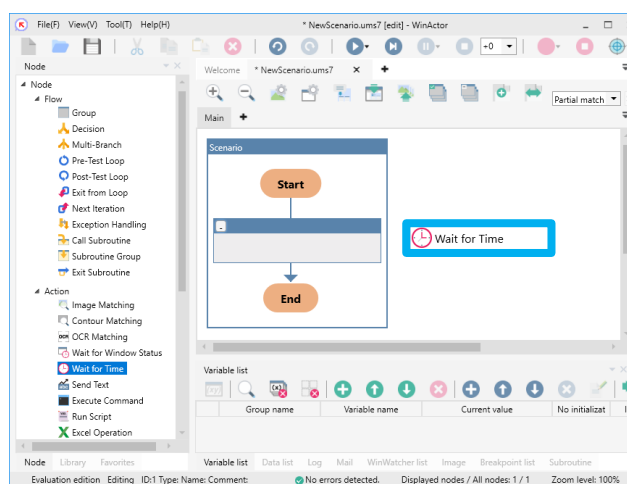 File(F) View(V) Tool(T) Help(H)
* NewScenario.ums7 [edit] - WinActor
+0
Node
Welcome * NewScenario.ums7
Node
Flow
Group
Decision
Multi-Branch
Pre-Test Loop
Post-Test Loop
Exit from Loop
Next Iteration
Exception Handling
Call Subroutine
Subroutine Group
Exit Subroutine
Action
Image Matching
Contour Matching
OCR Matching
Wait for Window Status
Wait for Time
Send Text
Execute Command
Run Script
Excel Operation
Node Library Favorites
Partial match
Main
Scenario
Start
End
Wait for Time
Variable list
Group name Variable name Current value No initializat
Variable list Data list Log Mail WinWatcher list Image Breakpoint list Subroutine
Evaluation edition Editing ID:1 Type: Name: Comment: No errors detected. Displayed nodes / All nodes: 1 / 1 Zoom level: 100%